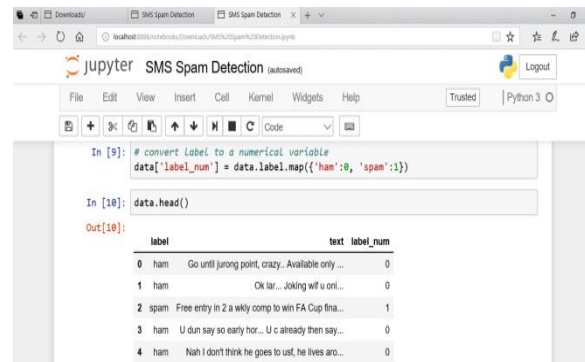 Downloads/
SMS Spam Detection
SMS Spam Detection
localhost:8888/notebooks/Downloads/SMS%20Spam%20Detection.ipynb
jupyter SMS Spam Detection (autosaved)
Logout
File Edit View Insert Cell Kernel Widgets Help
Trusted
Python 3
Code
In [9]: # convert label to a numerical variable
data['label_num'] = data.label.map({'ham':0, 'spam':1})
In [10]: data.head()
Out[10]:
label text label_num
0 ham Go until jurong point, crazy.. Available only ... 0
1 ham Ok lar... Joking wif u oni... 0
2 spam Free entry in 2 a wkly comp to win FA Cup fina... 1
3 ham U dun say so early hor... U c already then say... 0
4 ham Nah I don't think he goes to usf, he lives aro... 0